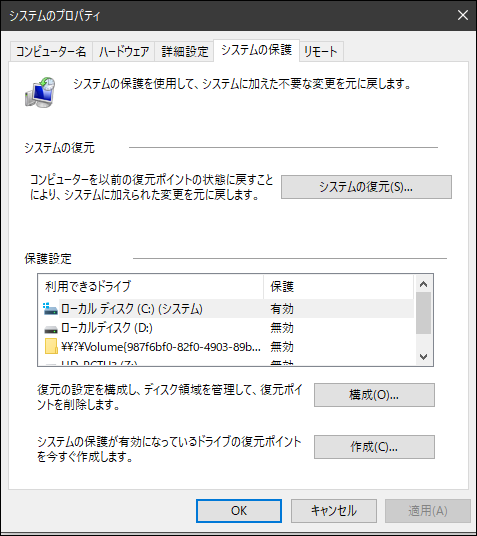 システムのプロパティ
コンピューター名 ハードウェア 詳細設定 システムの保護 リモート
システムの保護を使用して、システムに加えた不要な変更を元に戻します。
システムの復元
コンピューターを以前の復元ポイントの状態に戻すこと
により、システムに加えられた変更を元に戻します。
システムの復元(S)...
保護設定
利用できるドライブ 保護
ローカル ディスク (C:) (システム) 有効
ローカルディスク (D:) 無効
¥¥?¥Volume{987f6bf0-82f0-4903-89b... 無効
無効
復元の設定を構成し、ディスク領域を管理して、復元ポイ
ントを削除します。
構成(O)...
システムの保護が有効になっているドライブの復元ポイント
を今すぐ作成します。
作成(C)...
OK キャンセル 適用(A)